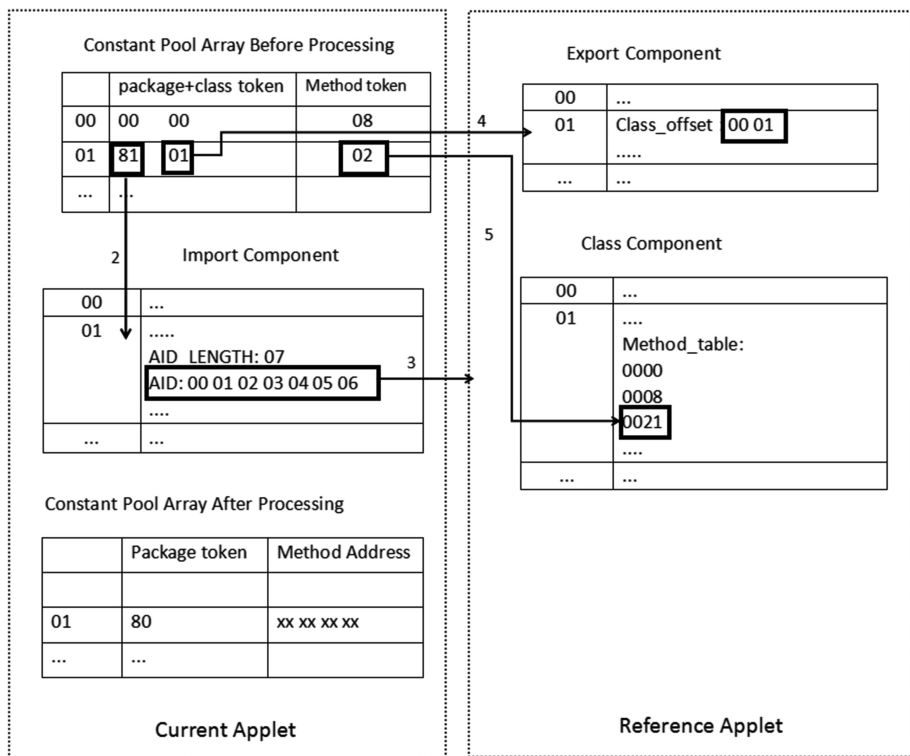 Constant Pool Array Before Processing
package+class token Method token
00 00 00 08
01 81 01 02
... ...
2
Import Component
00 ...
01 .....
AID_LENGTH: 07
AID: 00 01 02 03 04 05 06
....
... ...
3
Constant Pool Array After Processing
Package token Method Address
01 80 xx xx xx xx
... ...
Current Applet
Export Component
4
00 ...
01 Class_offset 00 01
.....
... ...
5
Class Component
00 ...
01 ....
Method_table:
0000
0008
0021
....
... ...
Reference Applet